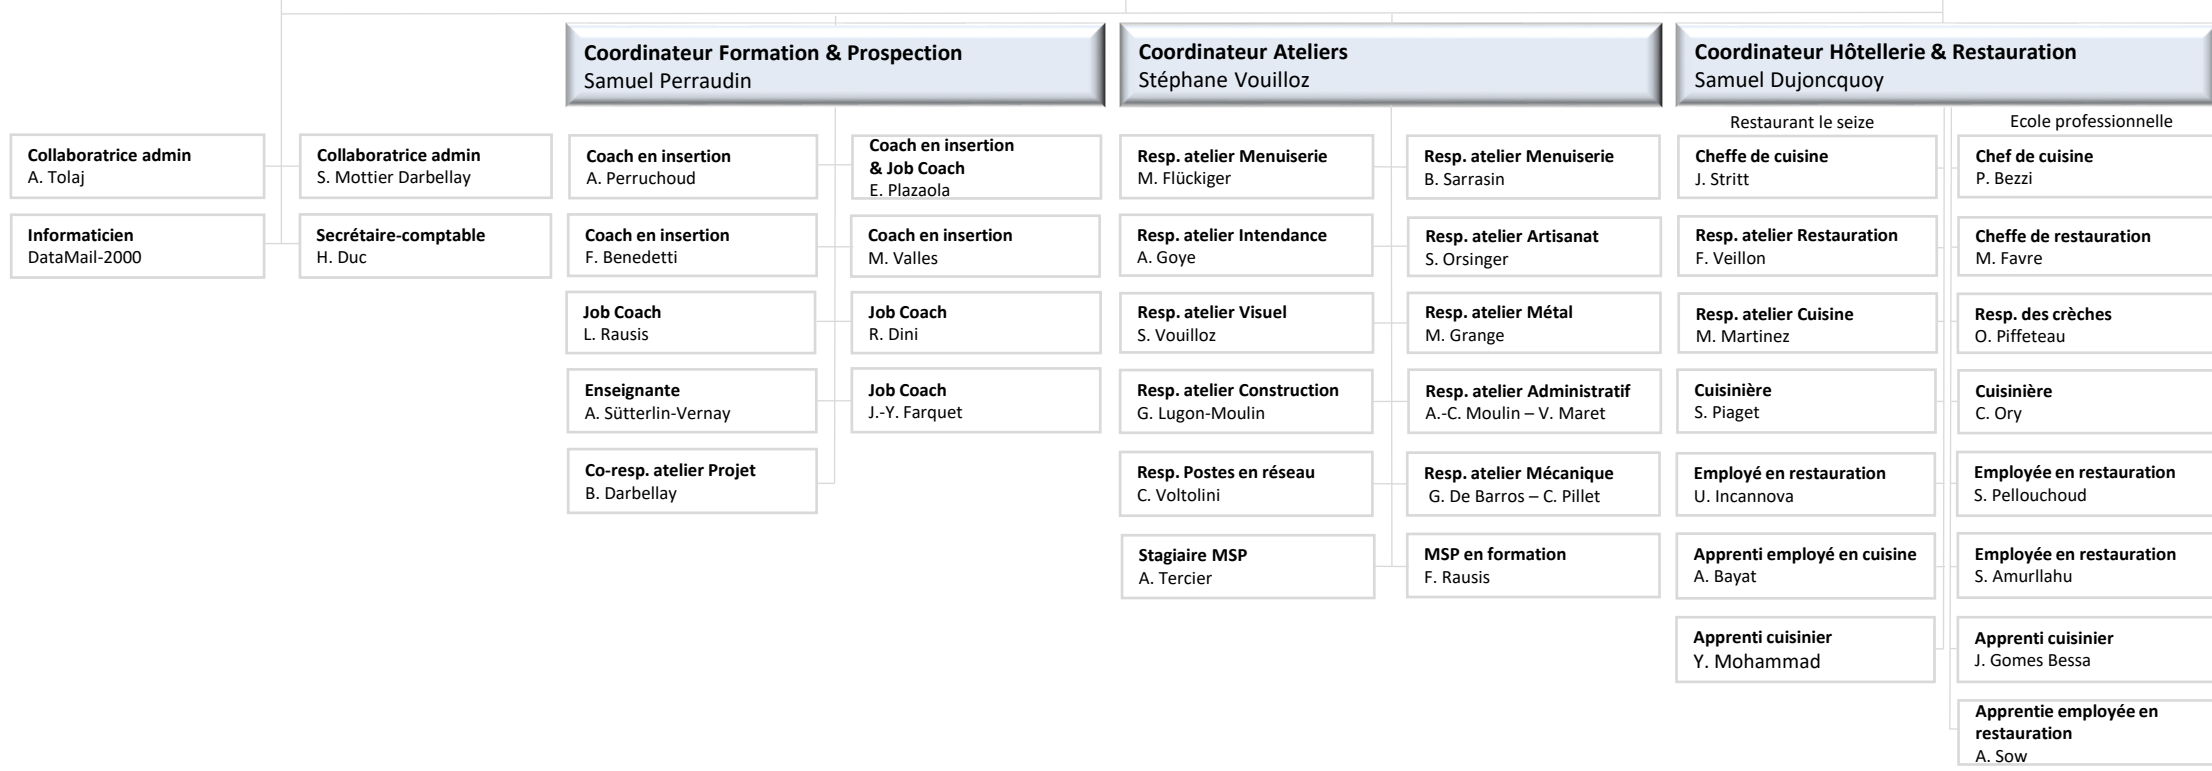 Coordinateur Formation & Prospection
Samuel Perraudin
Coordinateur Ateliers
Stéphane Vouilloz
Coordinateur Hôtellerie & Restauration
Samuel Dujoncquoy
Collaboratrice admin
A. Tolaj
Collaboratrice admin
S. Mottier Darbellay
Informaticien
DataMail-2000
Secrétaire-comptable
H. Duc
Coach en insertion
A. Perruchoud
Coach en insertion
& Job Coach
E. Plazaola
Coach en insertion
F. Benedetti
Coach en insertion
M. Valles
Job Coach
L. Rausis
Job Coach
R. Dini
Enseignante
A. Sütterlin-Vernay
Job Coach
J.-Y. Farquet
Co-resp. atelier Projet
B. Darbellay
Resp. atelier Menuiserie
M. Flückiger
Resp. atelier Menuiserie
B. Sarrasin
Resp. atelier Intendance
A. Goye
Resp. atelier Artisanat
S. Orsinger
Resp. atelier Visuel
S. Vouilloz
Resp. atelier Métal
M. Grange
Resp. atelier Construction
G. Lugon-Moulin
Resp. atelier Administratif
A.-C. Moulin – V. Maret
Resp. Postes en réseau
C. Voltolini
Resp. atelier Mécanique
G. De Barros – C. Pillet
Stagiaire MSP
A. Tercier
MSP en formation
F. Rausis
Restaurant le seize
Cheffe de cuisine
J. Stritt
Resp. atelier Restauration
F. Veillon
Resp. atelier Cuisine
M. Martinez
Cuisinière
S. Piaget
Employé en restauration
U. Incannova
Apprenti employé en cuisine
A. Bayat
Apprenti cuisinier
Y. Mohammad
Ecole professionnelle
Chef de cuisine
P. Bezzi
Cheffe de restauration
M. Favre
Resp. des crèches
O. Piffeteau
Cuisinière
C. Ory
Employée en restauration
S. Pellouchoud
Employée en restauration
S. Amurllahu
Apprenti cuisinier
J. Gomes Bessa
Apprentie employée en
restauration
A. Sow